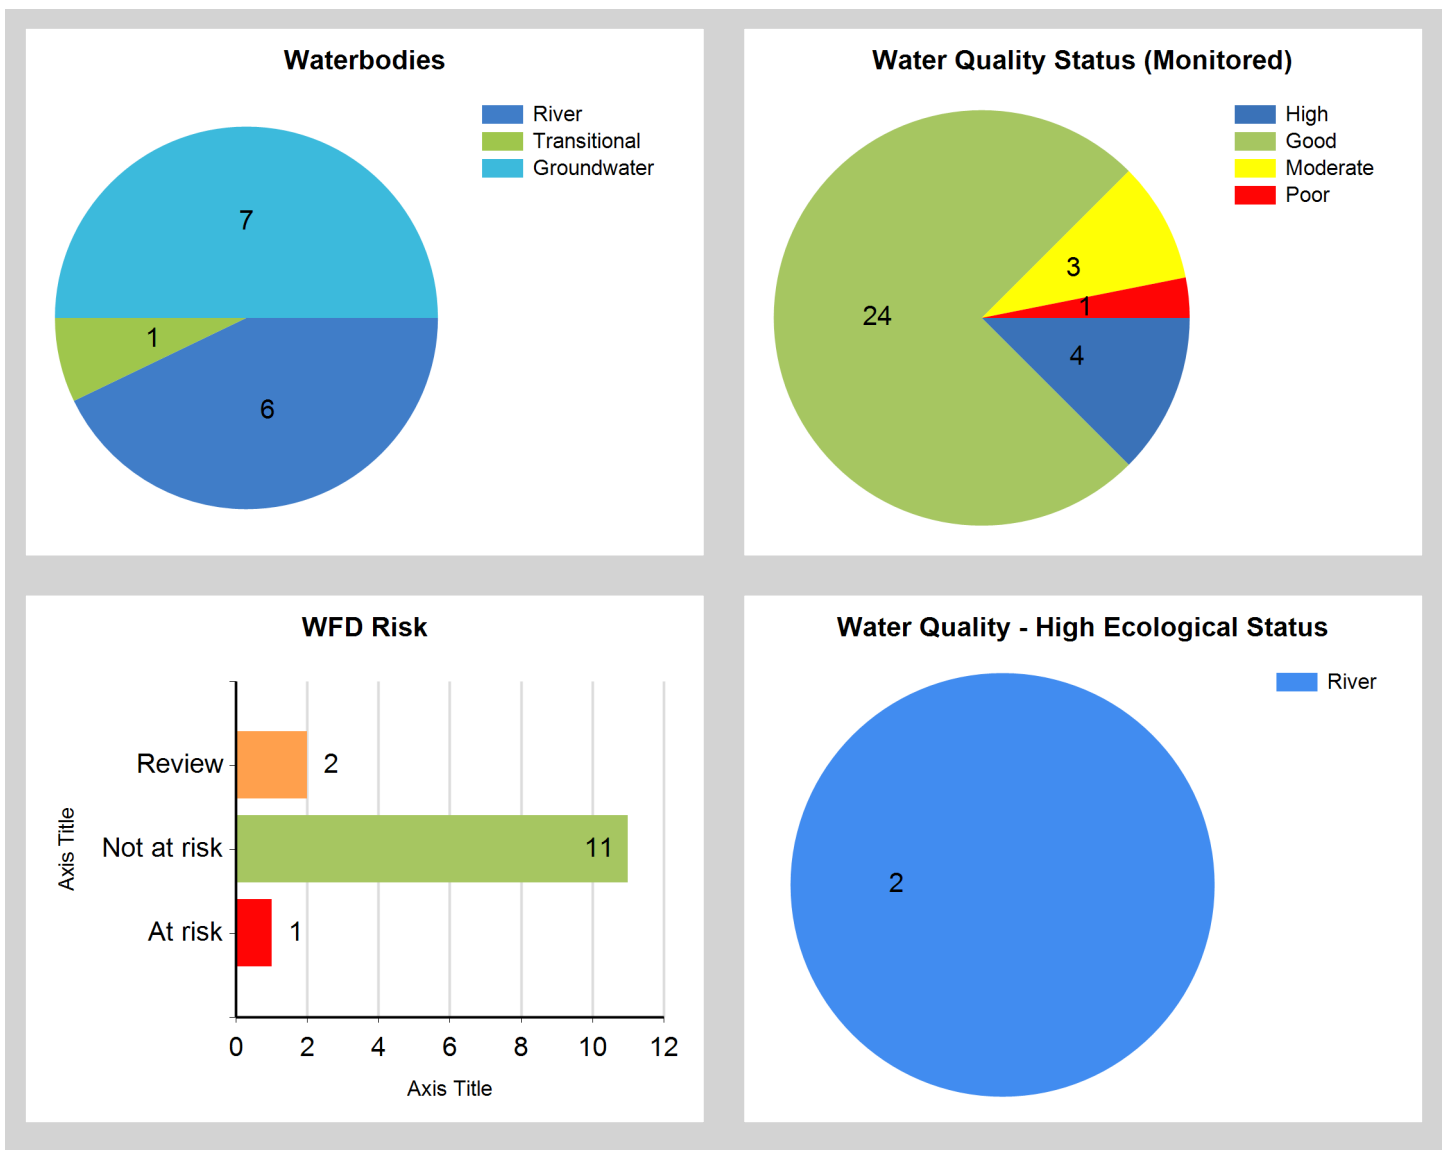 Waterbodies
River
Transitional
Groundwater
7
1
6
Water Quality Status (Monitored)
High
Good
Moderate
Poor
3
1
24
4
WFD Risk
Review
2
Not at risk
11
At risk
1
Axis Title
0 2 4 6 8 10 12
Axis Title
Water Quality - High Ecological Status
River
2